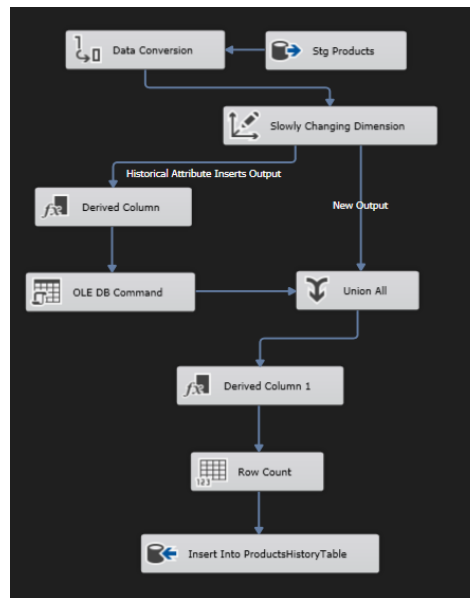 Data Conversion
Stg Products
Slowly Changing Dimension
Historical Attribute Inserts Output
Derived Column
New Output
OLE DB Command
Union All
Derived Column 1
Row Count
123
Insert Into ProductsHistoryTable